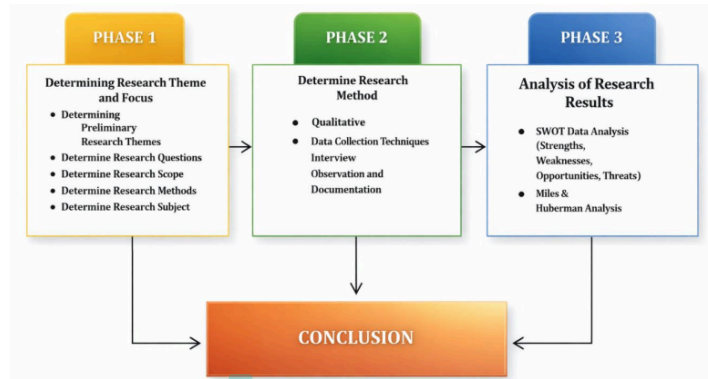 PHASE 1
Determining Research Theme
and Focus
• Determining
Preliminary
Research Themes
• Determine Research Questions
• Determine Research Scope
• Determine Research Methods
• Determine Research Subject
PHASE 2
Determine Research
Method
• Qualitative
• Data Collection Techniques
Interview
Observation and
Documentation
PHASE 3
Analysis of Research
Results
• SWOT Data Analysis
(Strengths,
Weaknesses,
Opportunities, Threats)
• Miles &
Huberman Analysis
CONCLUSION